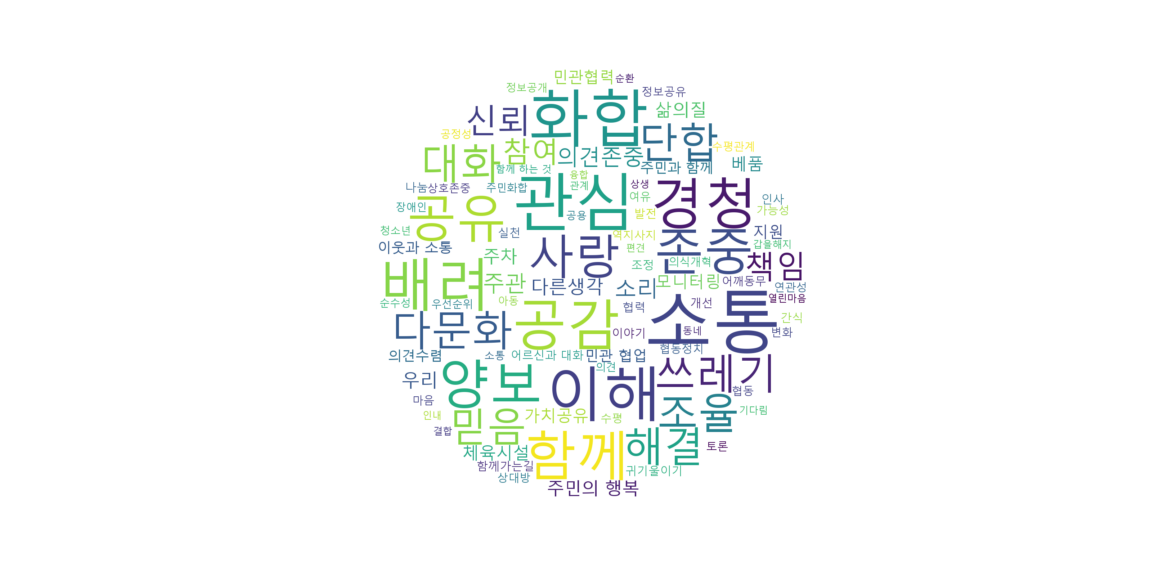 민관협력 순환
정보공개 정보공유
화합
신뢰 삶의질
공정성 단합 수평관계
대화 참여 의견존중
함께 하는 것 주민과 함께 베품
나눔 상호존중 주민화합 융합 관계 상생
관심 경청
장애인 공유 공용 여유 발전 인사 가능성
청소년 실천 역지사지 지원 갑을해지
이웃과 소통 사랑 편견 존중
주차 조정 의식개혁 책임
배려 주관 다른생각 소리 모니터링 어깨동무 연관성
순수성 우선순위 아동 협력 개선 열린마음
다문화 공감 이야기 소통 동네 간식 변화
의견수렴 소통 어르신과 대화 민관 협업 협동정치
우리 양보 의견 이해 쓰레기 협동
마음
인내 믿음 가치공유 수평 조율 기다림
결합 함께 해결 토론
체육시설
함께가는길 귀기울이기
상대방
주민의 행복